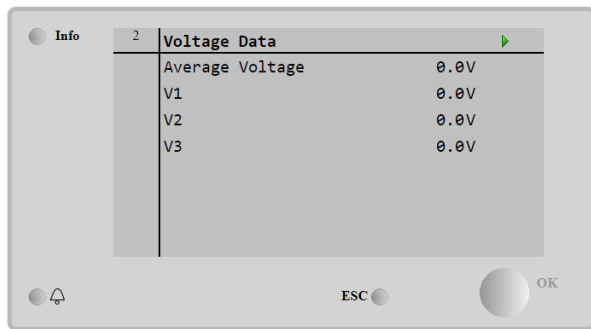 Info
2
Voltage Data
Average Voltage 0.0V
V1 0.0V
V2 0.0V
V3 0.0V
ESC
OK